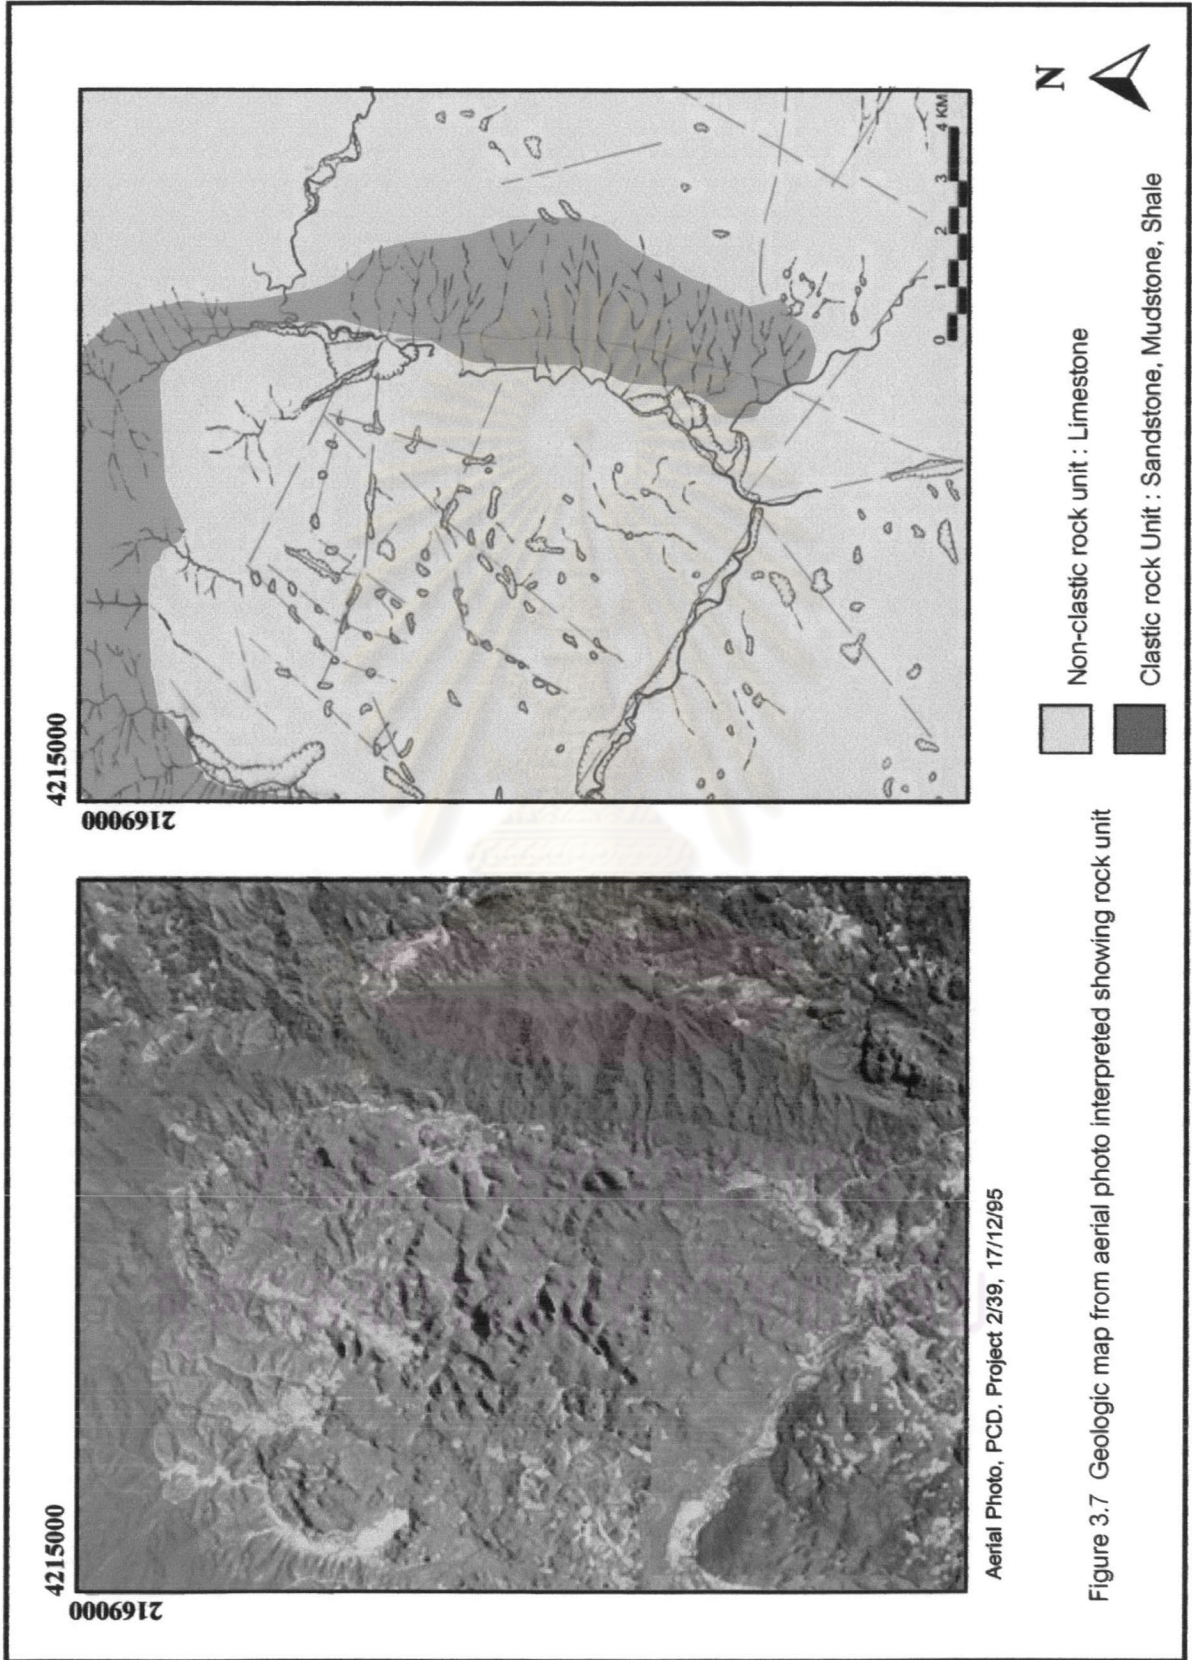 4215000
2169000
Aerial Photo, PCD. Project 2/39, 17/12/95
4215000
2169000
0 1 2 3 4 KM
N
Figure 3.7 Geologic map from aerial photo interpreted showing rock unit
Non-clastic rock unit : Limestone
Clastic rock Unit : Sandstone, Mudstone, Shale